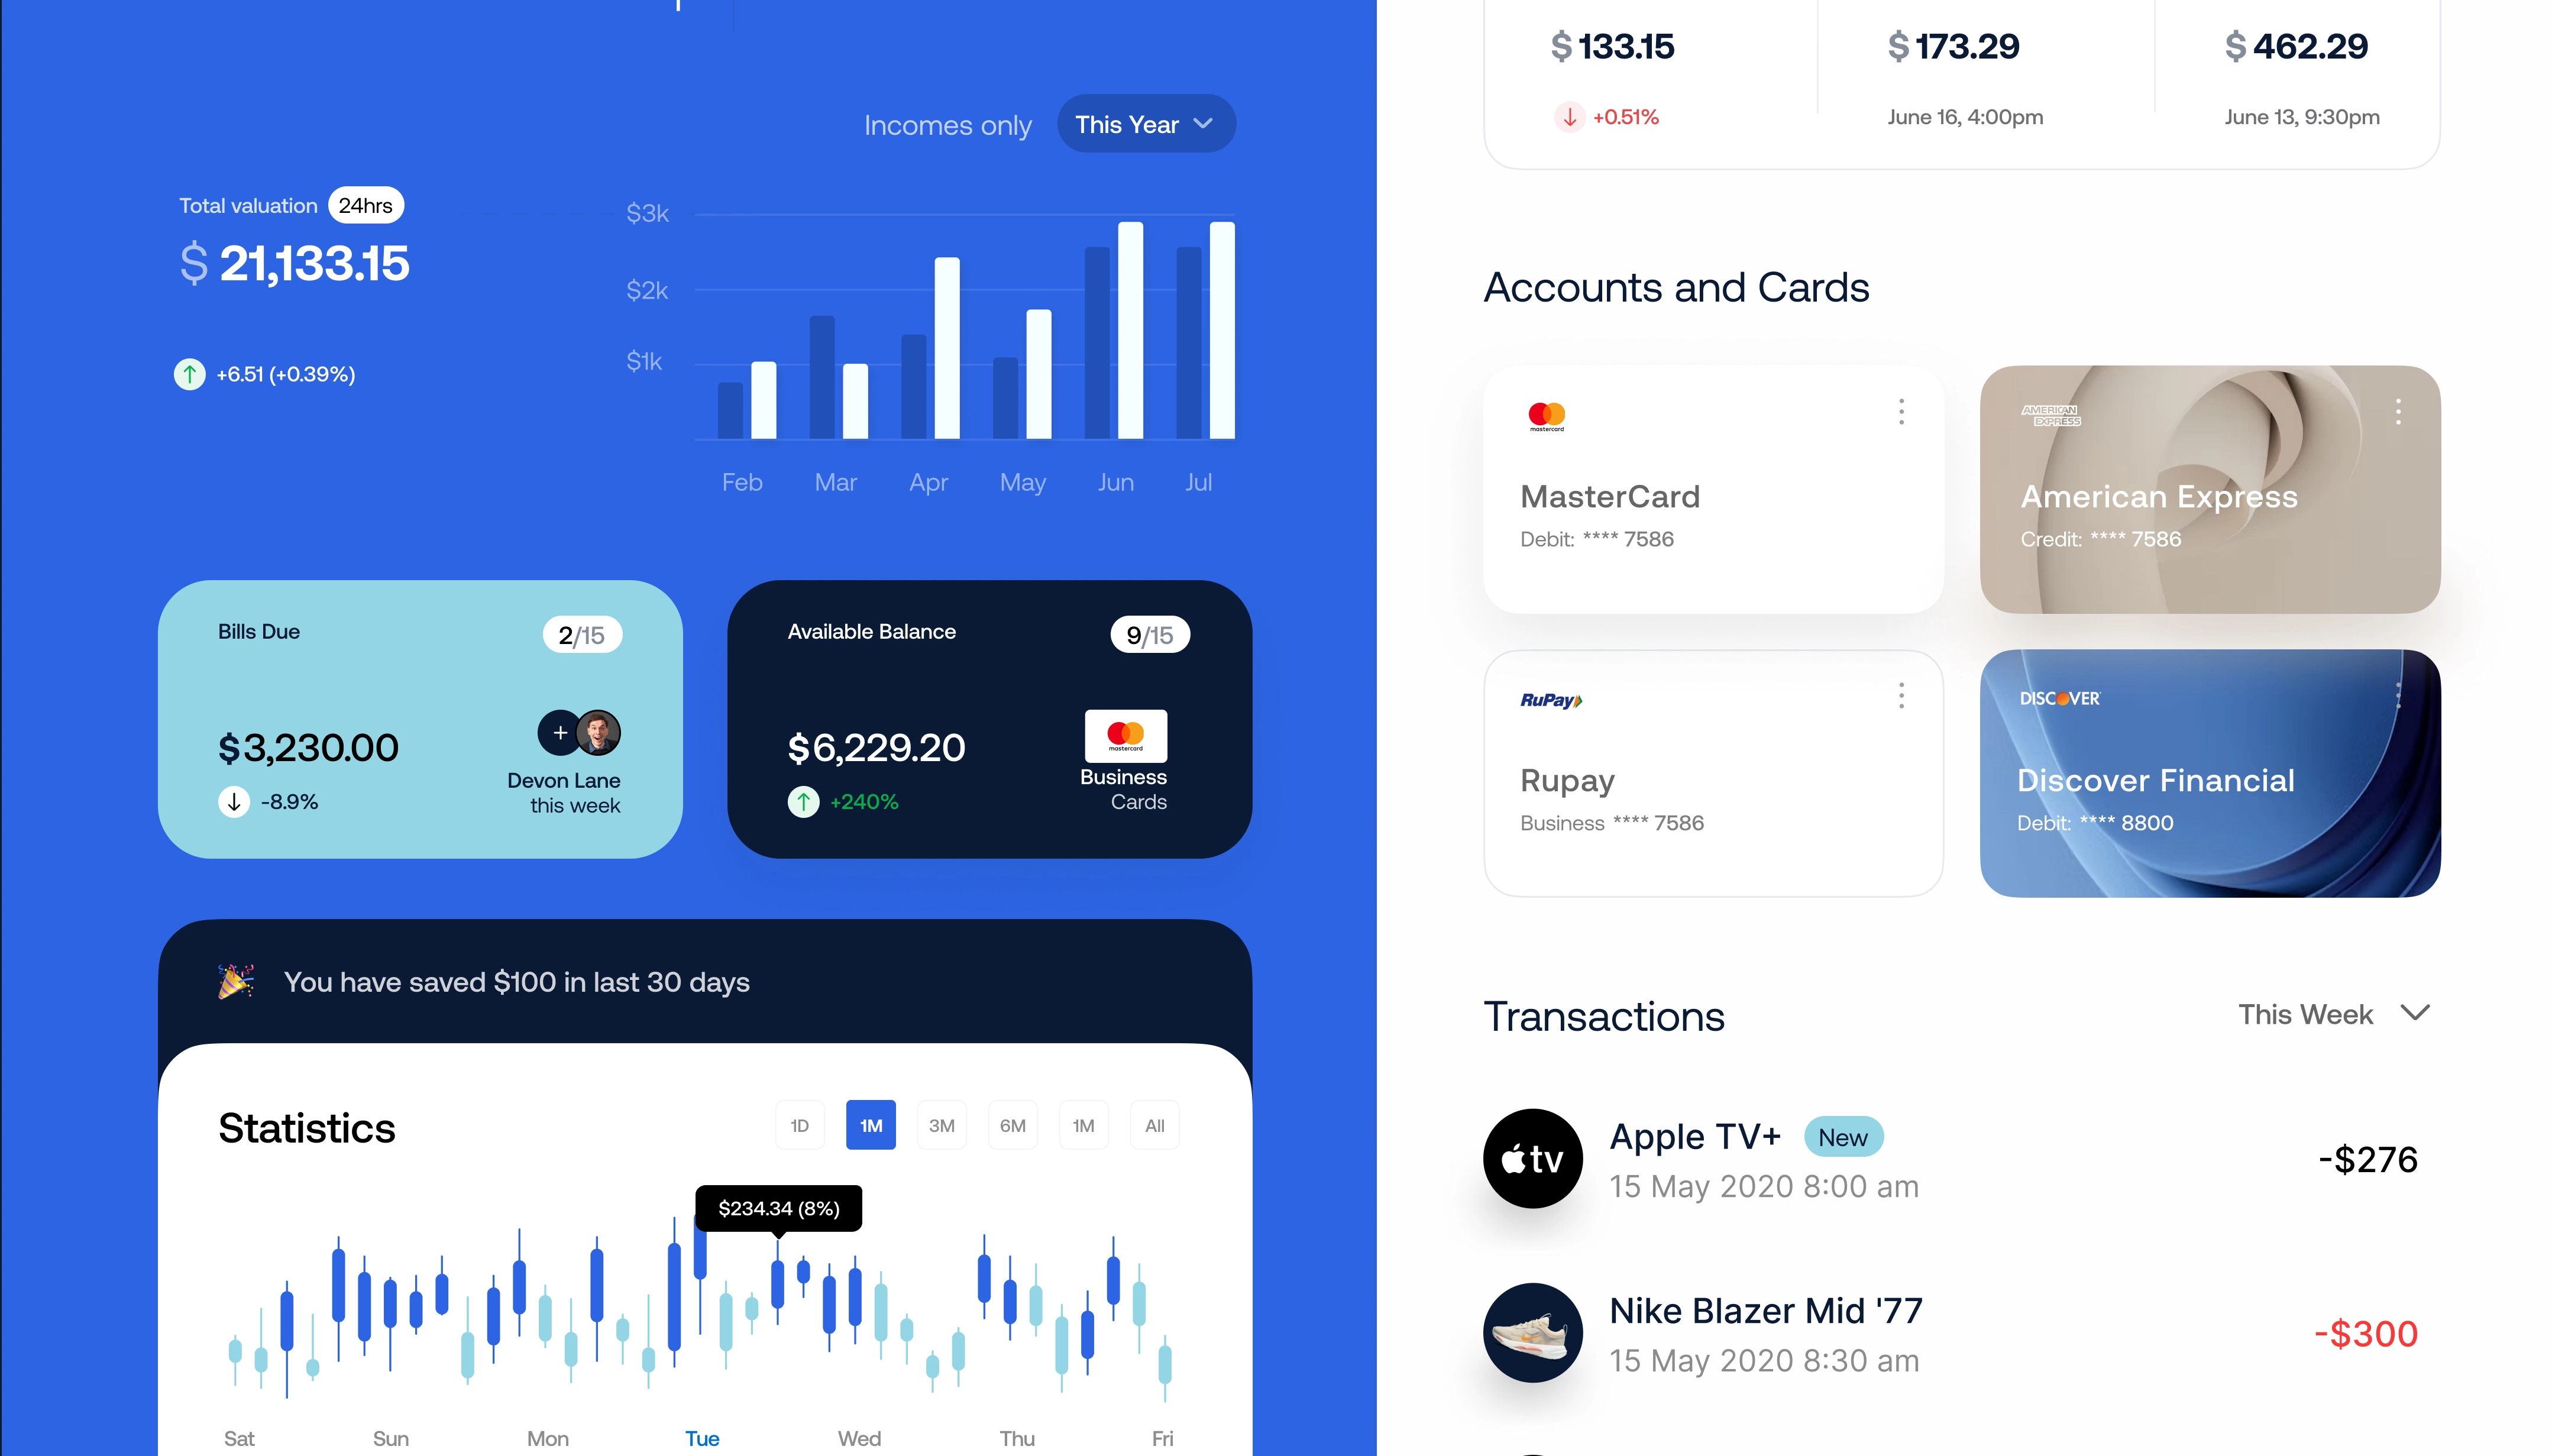 Incomes only
This Year
Total valuation 24hrs
$ 21,133.15
+6.51 (+0.39%)
$3k
$2k
$1k
Feb Mar Apr May Jun Jul
Bills Due
2/15
$3,230.00
-8.9%
Devon Lane
this week
Available Balance
9/15
$6,229.20
+240%
mastercard
Business
Cards
You have saved $100 in last 30 days
Statistics
1D 1M 3M 6M 1M All
$234.34 (8%)
Sat Sun Mon Tue Wed Thu Fri
$ 133.15
+0.51%
$ 173.29
June 16, 4:00pm
$ 462.29
June 13, 9:30pm
Accounts and Cards
mastercard
MasterCard
Debit: **** 7586
AMERICAN
EXPRESS
American Express
Credit: **** 7586
RuPay
Rupay
Business **** 7586
DISCOVER
Discover Financial
Debit: **** 8800
Transactions
This Week
tv
Apple TV+ New
15 May 2020 8:00 am
-$276
Nike Blazer Mid '77
15 May 2020 8:30 am
-$300